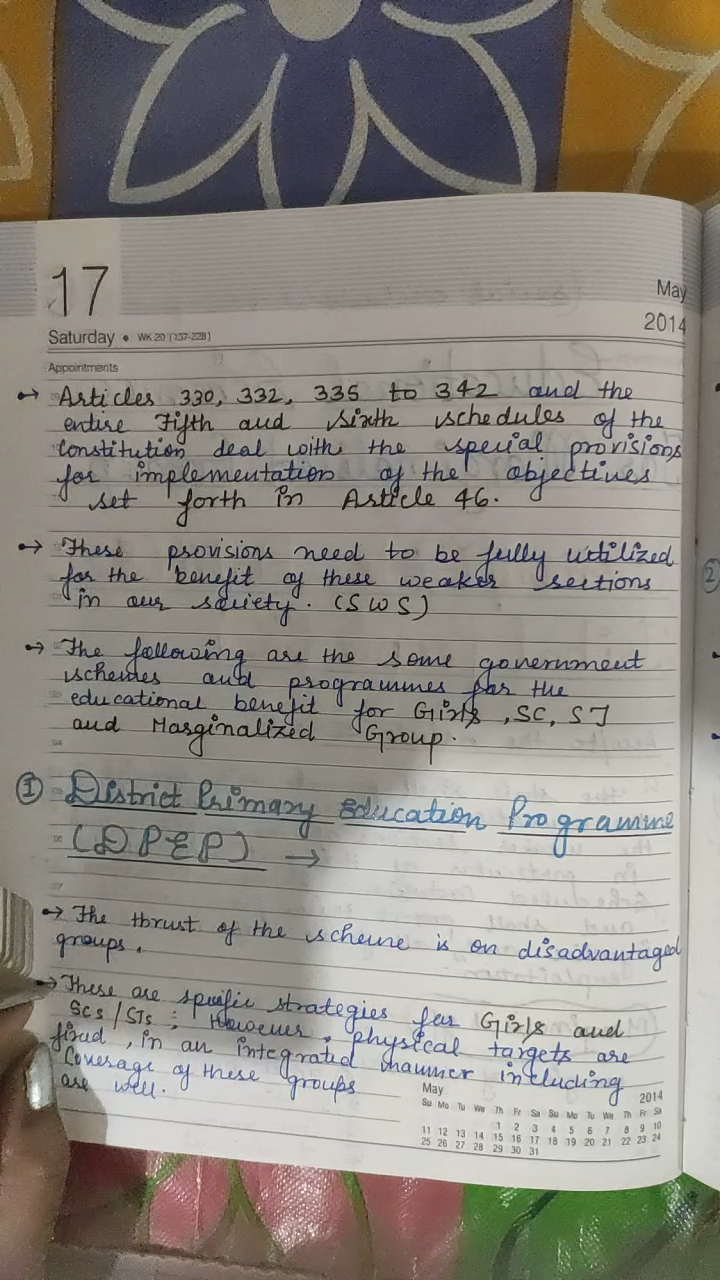 17
May
2014
Saturday • WK 20 (137-228)
Appointments
→ Articles 330, 332, 335 to 342 and the
entire Fifth and sixth schedules of the
Constitution deal with the special provisions
for implementation of the objectives
set forth in Article 46.
→ These provisions need to be fully utilized
for the benefit of these weaker sections
in our society. (SWS)
→ The following are the some government
schemes and programmes for the
educational benefit for Girls, SC, ST
and Marginalized Group.
① District Primary Education Programme
(DPEP) →
→ The thrust of the scheme is on disadvantaged
groups.
→ These are specific strategies for Girls and
SCs/STs; However, physical targets are
fixed, in an integrated manner including
Coverage of these groups
as well.
May 2014
Su Mo Tu We Th Fr Sa Su Mo Tu We Th Fr Sa
1 2 3 4 5 6 7 8 9 10
11 12 13 14 15 16 17 18 19 20 21 22 23 24
25 26 27 28 29 30 31
②